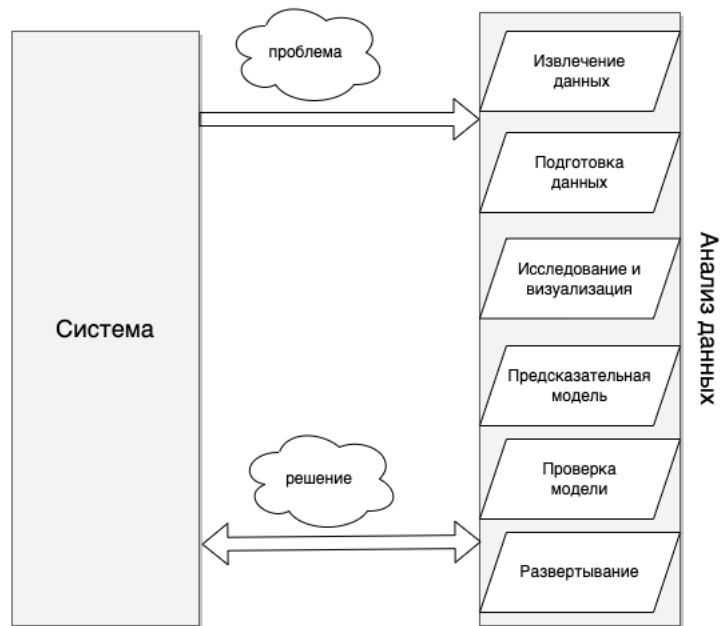 проблема
Извлечение
данных
Подготовка
данных
Исследование и
визуализация
Система
Предсказательная
модель
решение
Проверка
модели
Развертывание
Анализ данных